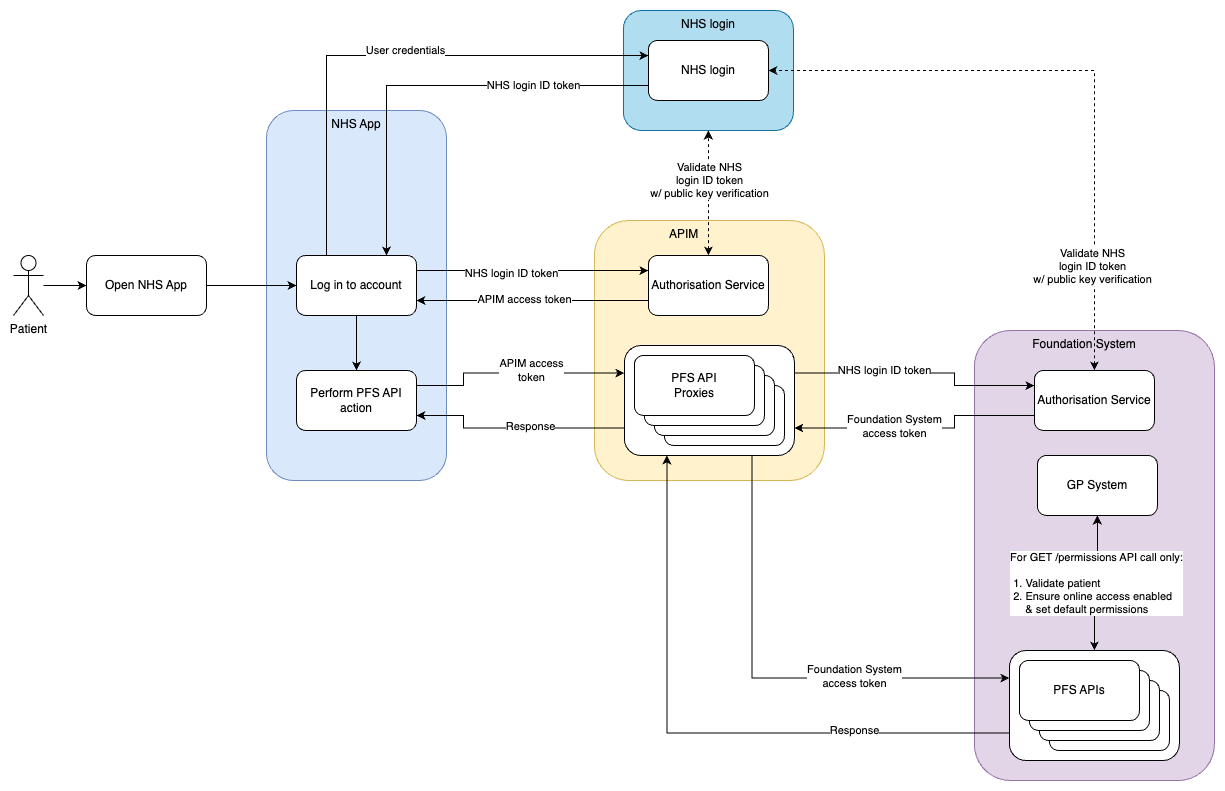 NHS login
NHS login
User credentials
NHS login ID token
NHS App
Validate NHS
login ID token
w/ public key verification
APIM
Open NHS App
Log in to account
NHS login ID token
APIM access token
Authorisation Service
Validate NHS
login ID token
w/ public key verification
Patient
Foundation System
Perform PFS API
action
APIM access
token
Response
PFS API
Proxies
NHS login ID token
Foundation System
access token
Authorisation Service
GP System
For GET /permissions API call only:
1. Validate patient
2. Ensure online access enabled
& set default permissions
Foundation System
access token
PFS APIs
Response